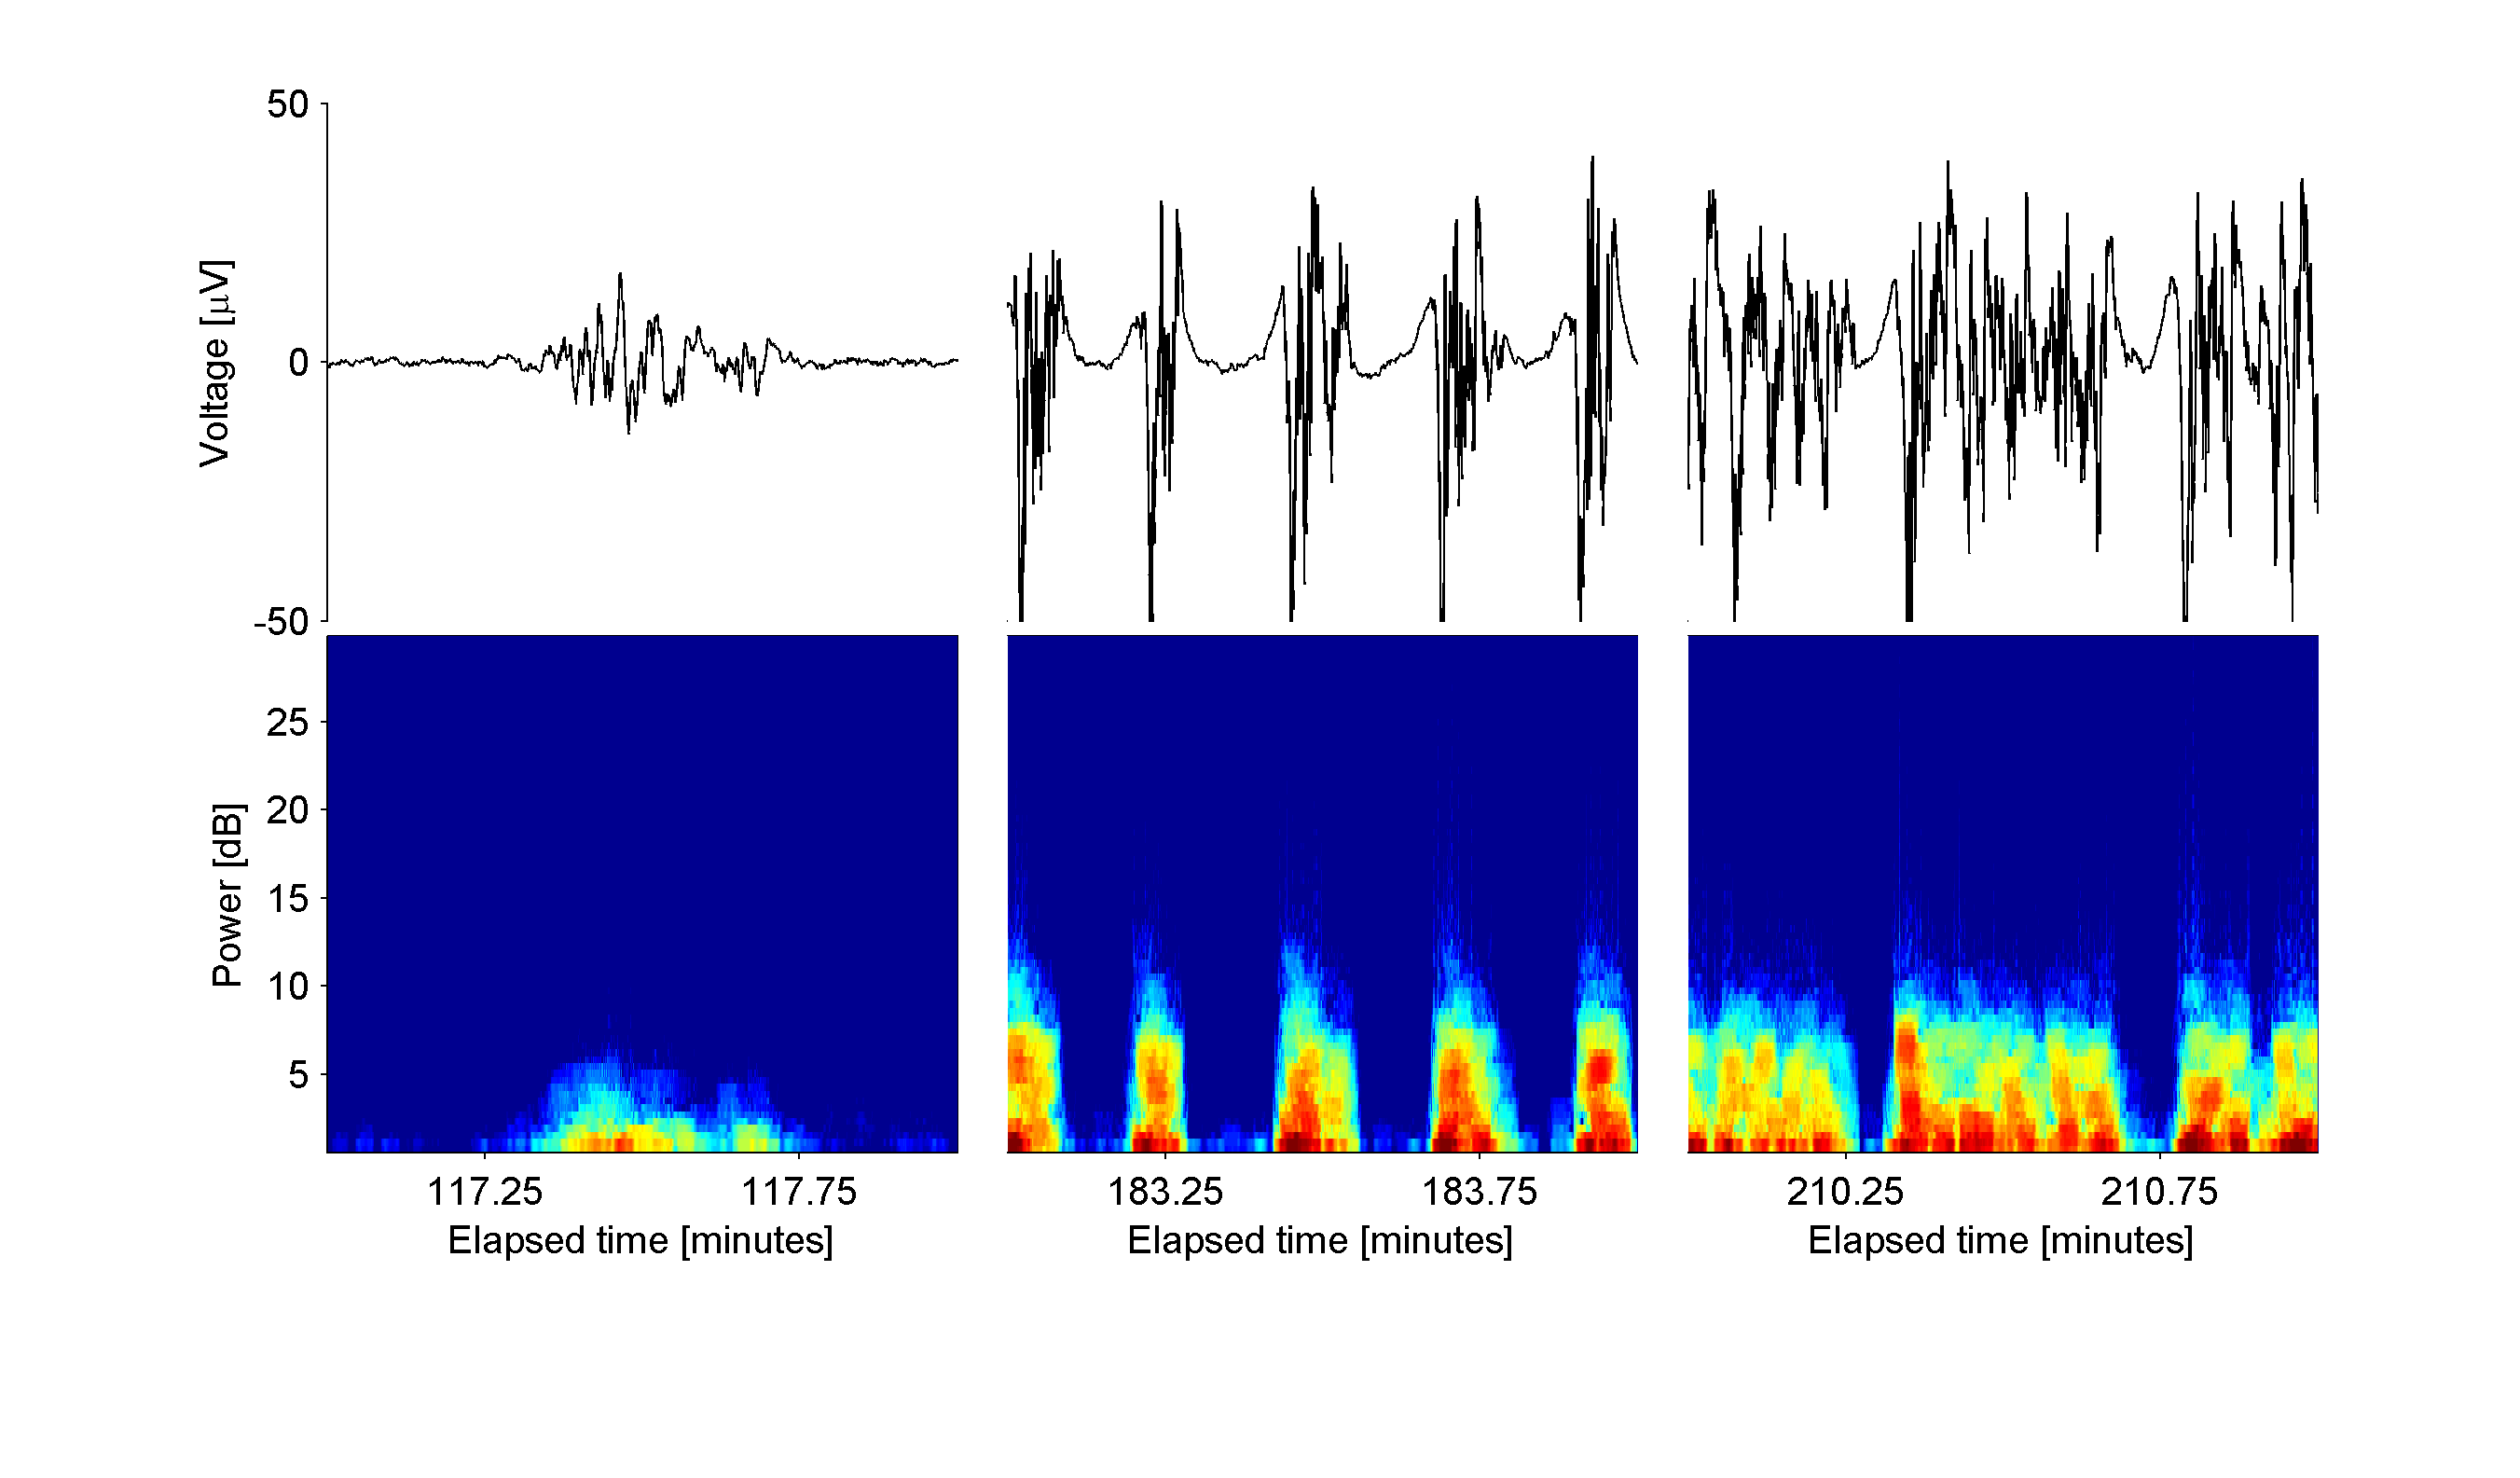 50
0
-50
Voltage [µV]
25
20
15
10
5
Power [dB]
117.25 117.75 183.25 183.75 210.25 210.75
Elapsed time [minutes] Elapsed time [minutes] Elapsed time [minutes]